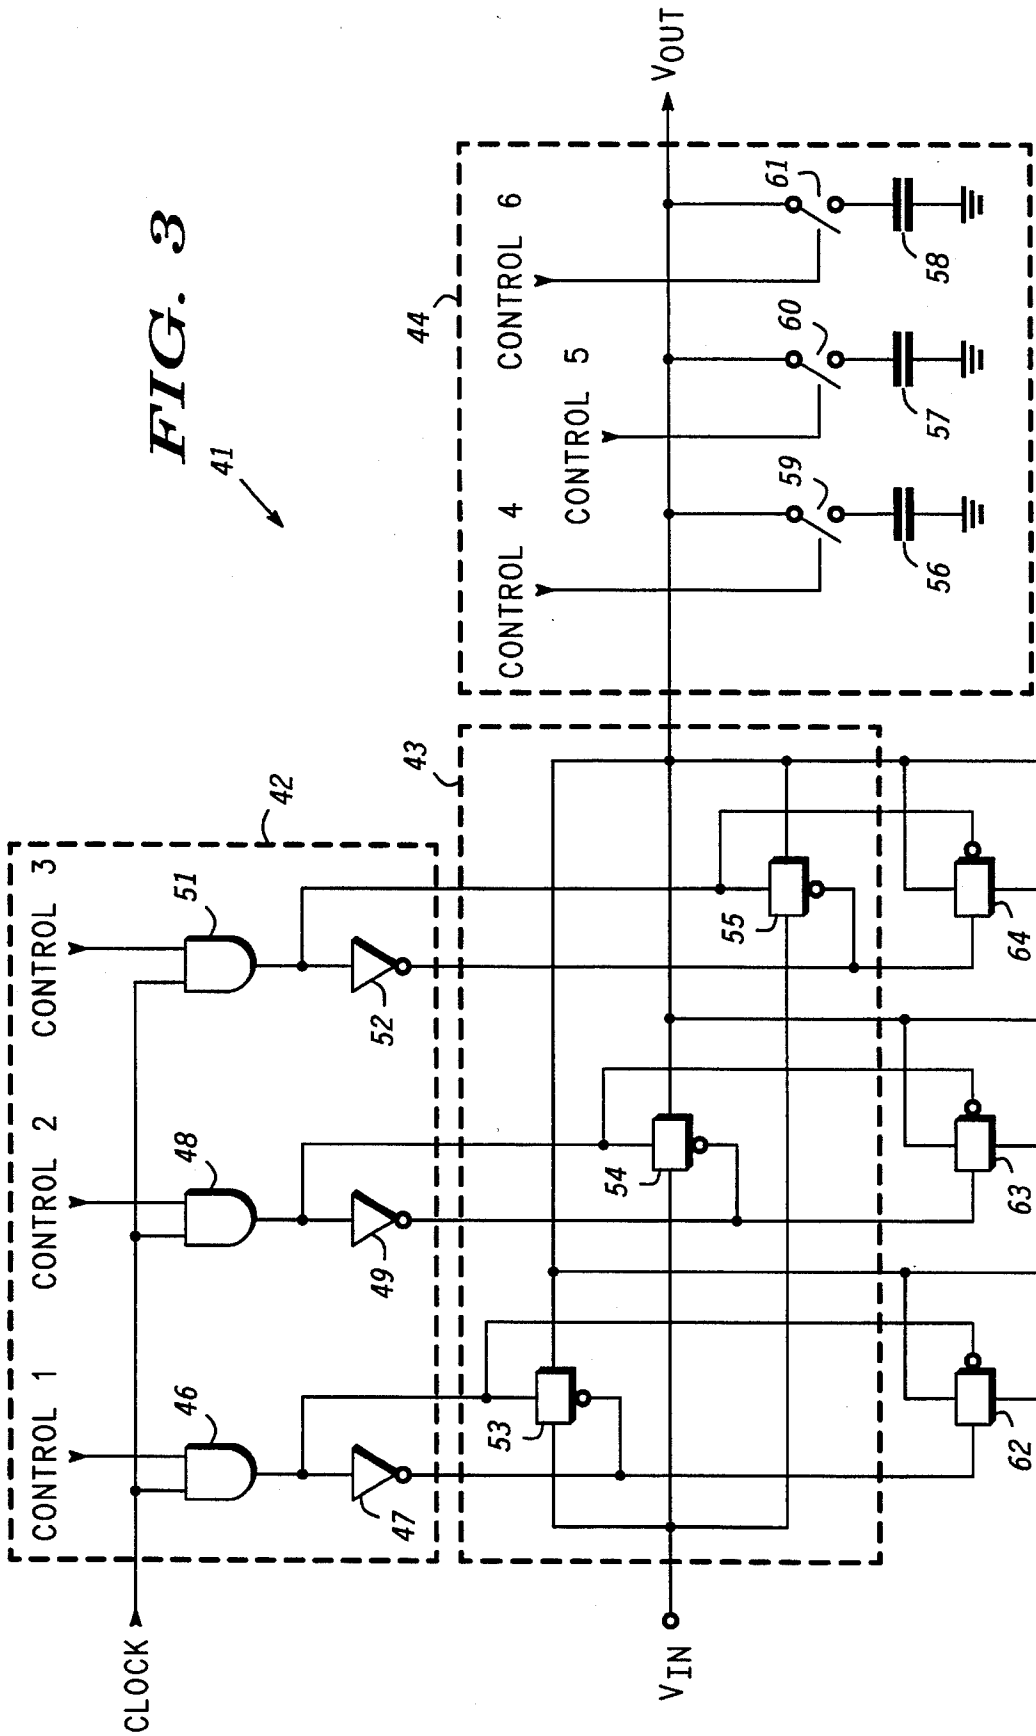 FIG. 3
41
CONTROL 1
CONTROL 2
CONTROL 3
42
CLOCK
46
48
51
47
49
52
43
44
CONTROL 4
CONTROL 5
CONTROL 6
53
54
55
59
60
61
56
57
58
VIN
VOUT
62
63
64